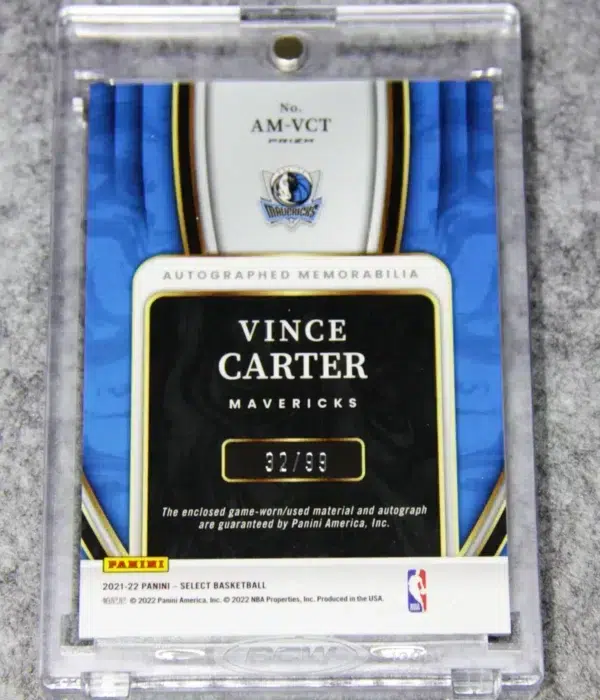 No.
AM-VCT
PRIZM
MAVERICKS
AUTOGRAPHED MEMORABILIA
VINCE
CARTER
MAVERICKS
32/99
The enclosed game-worn/used material and autograph
are guaranteed by Panini America, Inc.
PANINI
2021-22 PANINI – SELECT BASKETBALL
© 2022 Panini America, Inc. © 2022 NBA Properties, Inc. Produced in the USA.
NBA